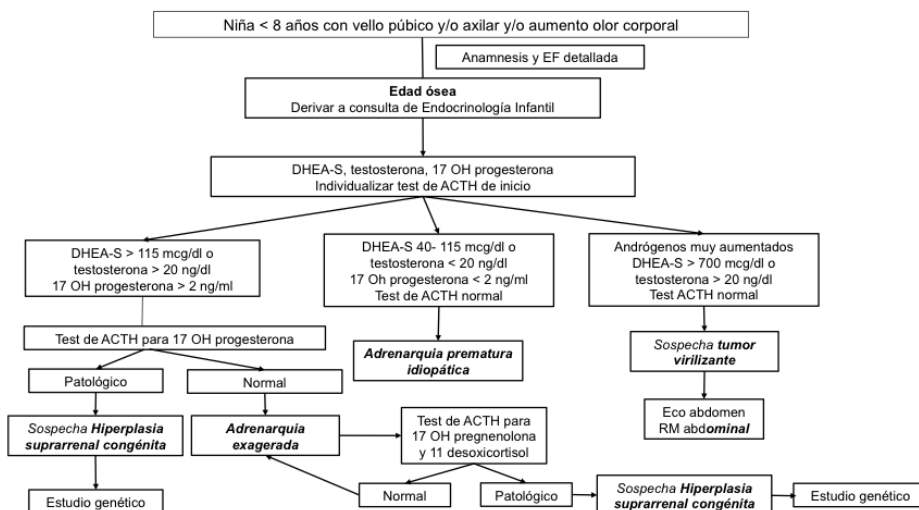 Niña < 8 años con vello púbico y/o axilar y/o aumento olor corporal
Anamnesis y EF detallada
Edad ósea
Derivar a consulta de Endocrinología Infantil
DHEA-S, testosterona, 17 OH progesterona
Individualizar test de ACTH de inicio
DHEA-S > 115 mcg/dl o
testosterona > 20 ng/dl
17 OH progesterona > 2 ng/ml
DHEA-S 40- 115 mcg/dl o
testosterona < 20 ng/dl
17 Oh progesterona < 2 ng/ml
Test de ACTH normal
Andrógenos muy aumentados
DHEA-S > 700 mcg/dl o
testosterona > 20 ng/dl
Test ACTH normal
Test de ACTH para 17 OH progesterona
Adrenarquia prematura
idiopática
Sospecha tumor
virilizante
Patológico
Normal
Eco abdomen
RM abdominal
Sospecha Hiperplasia
suprarrenal congénita
Adrenarquia
exagerada
Test de ACTH para
17 OH pregnenolona
y 11 desoxicortisol
Estudio genético
Normal
Patológico
Sospecha Hiperplasia
suprarrenal congénita
Estudio genético